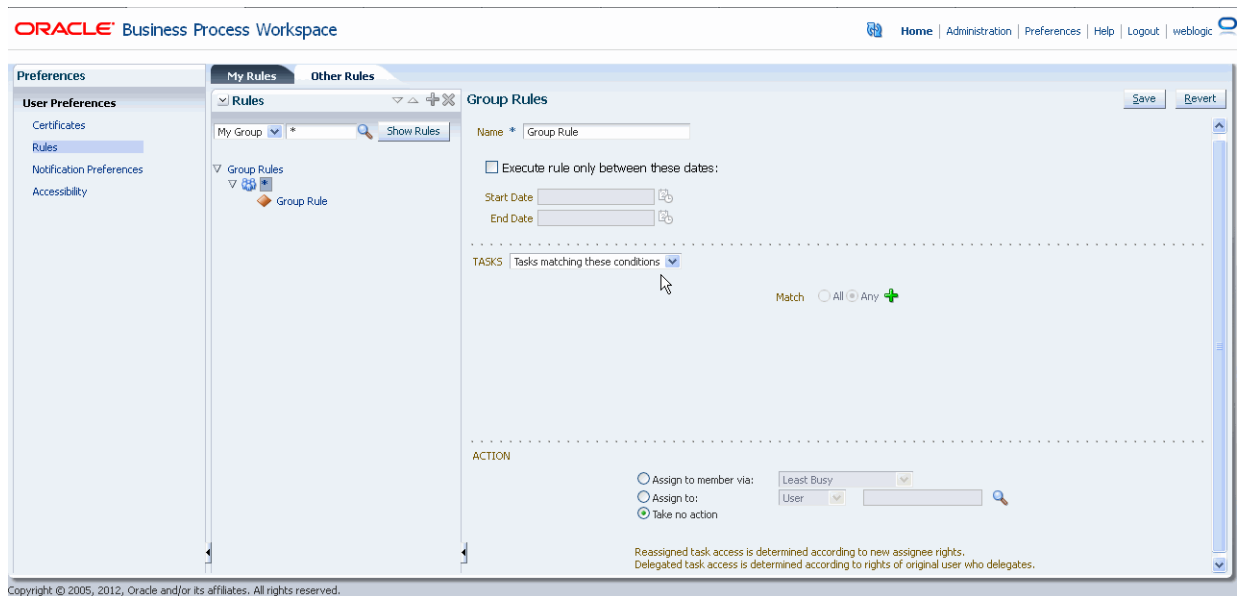 ORACLE Business Process Workspace
Home | Administration | Preferences | Help | Logout | weblogic
Preferences
User Preferences
Certificates
Rules
Notification Preferences
Accessibility
My Rules
Other Rules
Rules
My Group
*
Show Rules
Group Rules
*
Group Rule
Group Rules
Save
Revert
Name * Group Rule
Execute rule only between these dates:
Start Date
End Date
TASKS Tasks matching these conditions
Match All Any
ACTION
Assign to member via: Least Busy
Assign to: User
Take no action
Reassigned task access is determined according to new assignee rights.
Delegated task access is determined according to rights of original user who delegates.
Copyright © 2005, 2012, Oracle and/or its affiliates. All rights reserved.